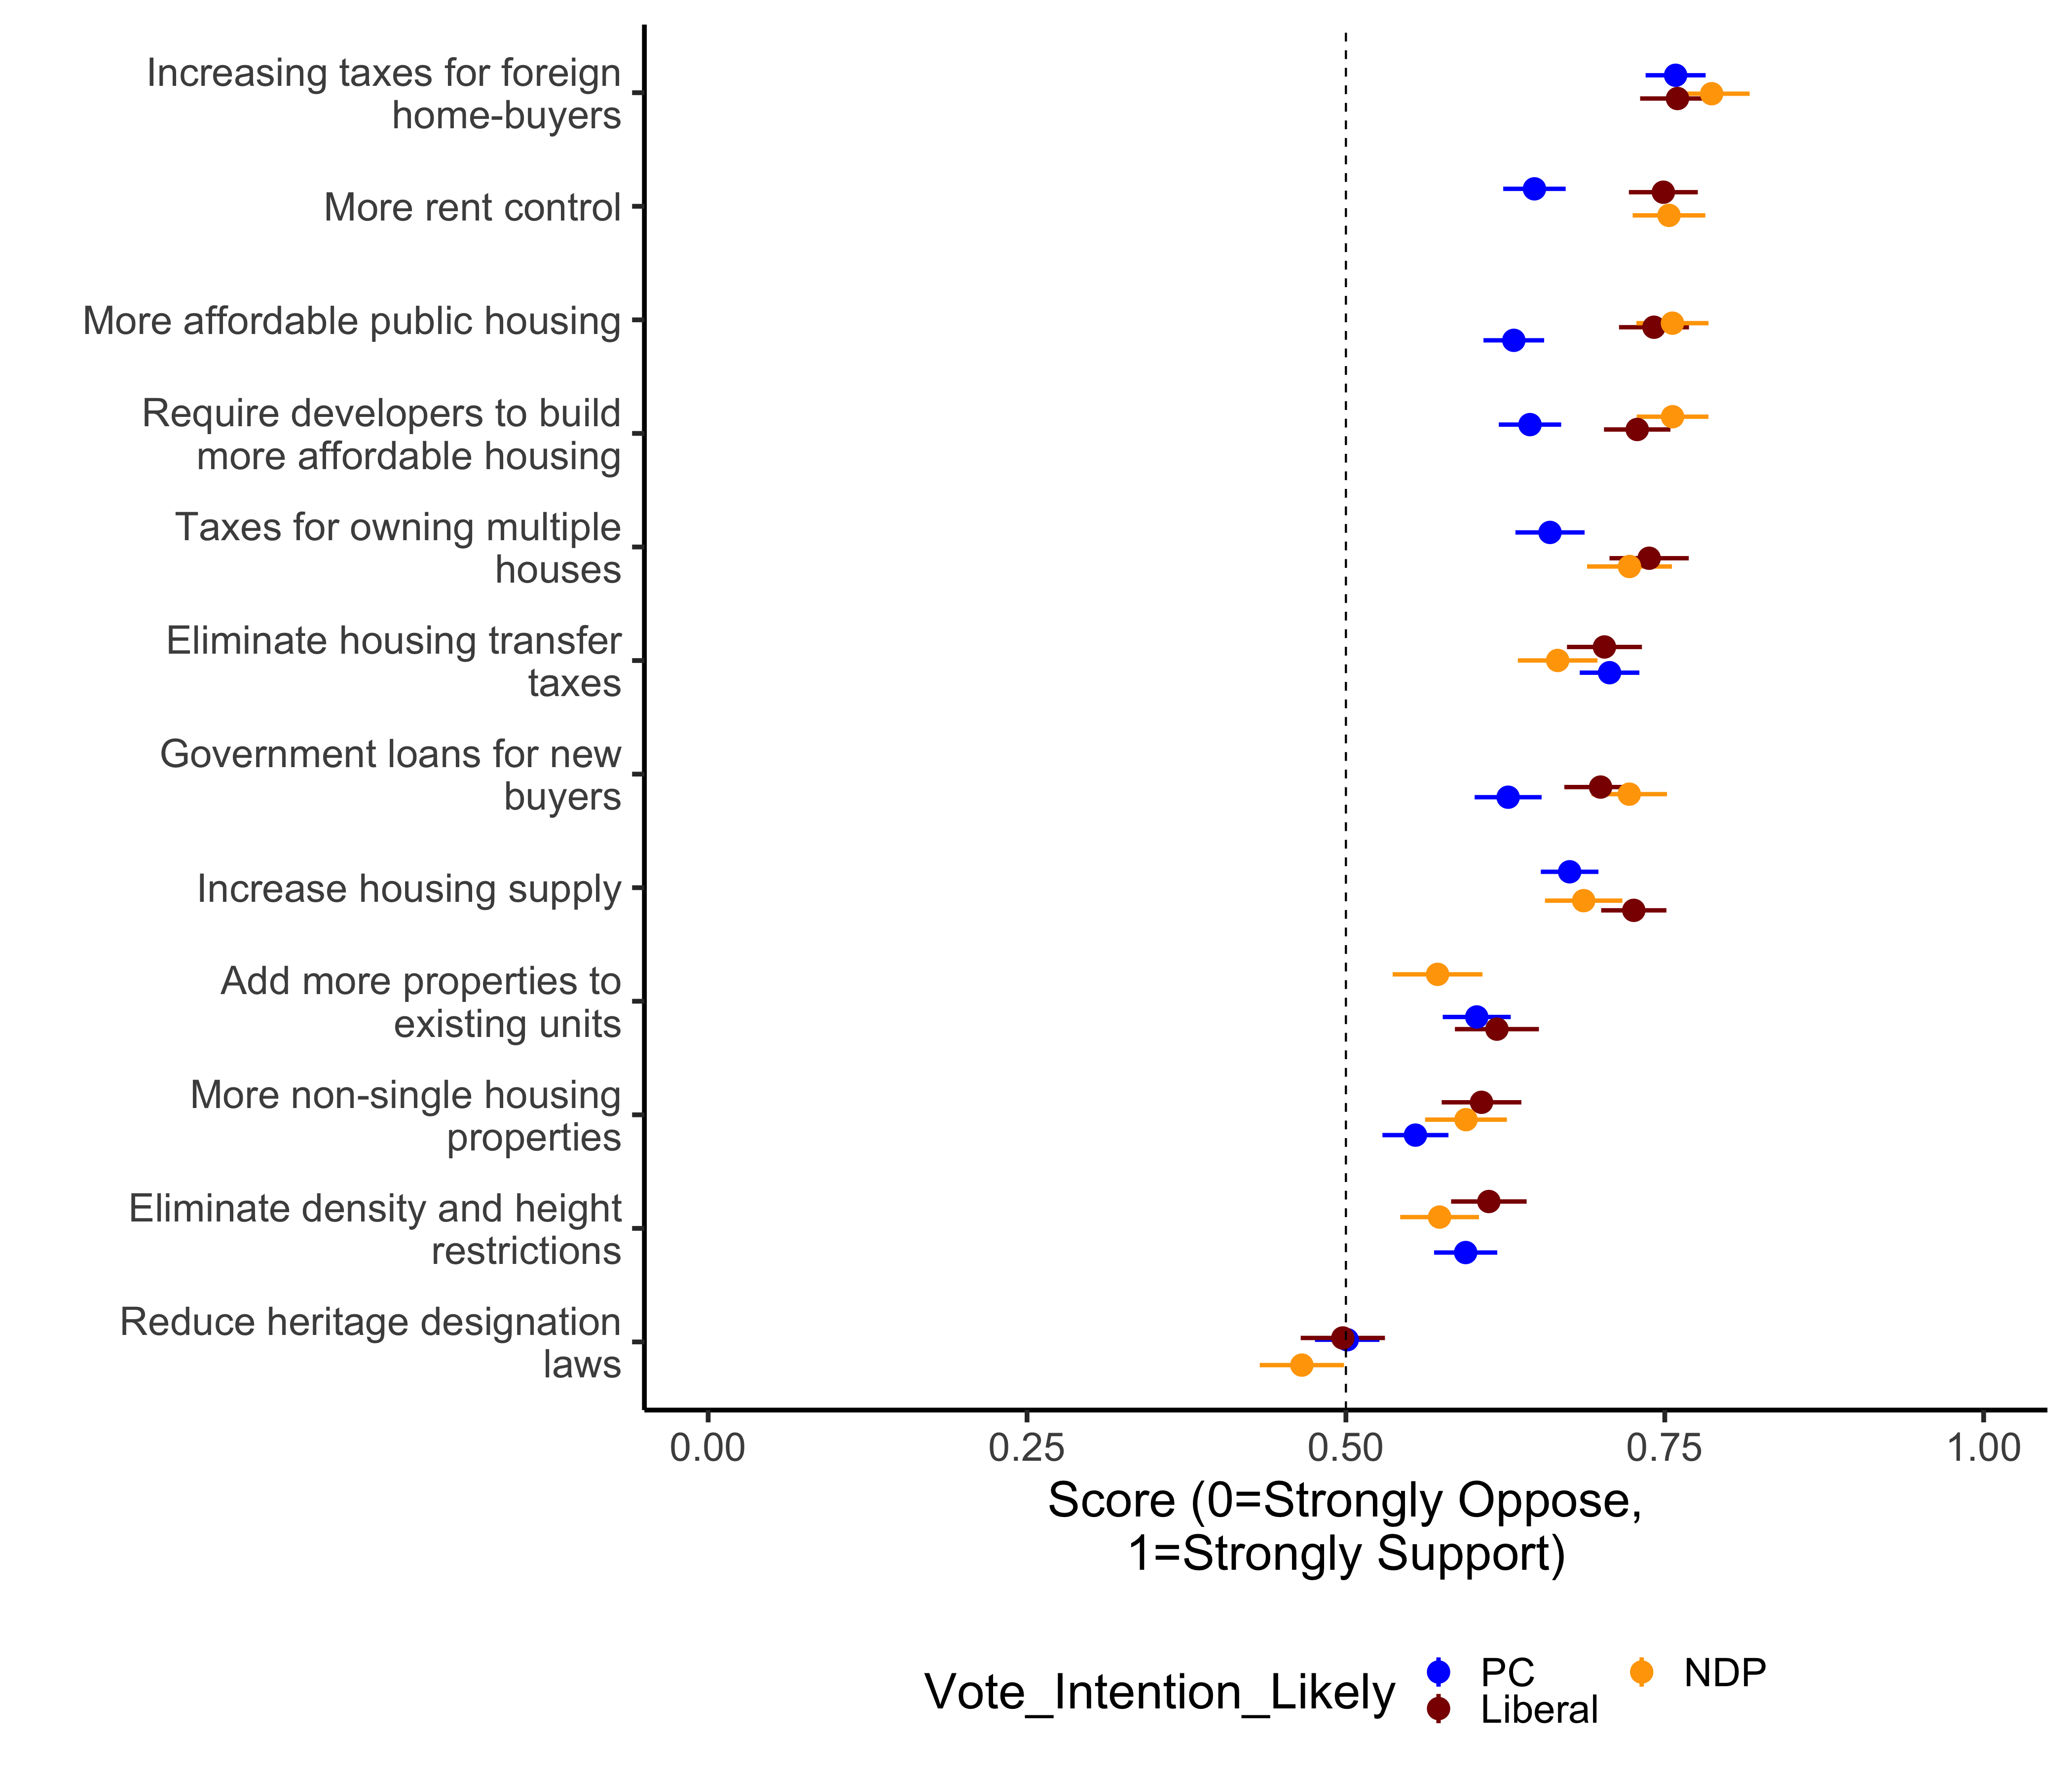 Increasing taxes for foreign
home-buyers
More rent control
More affordable public housing
Require developers to build
more affordable housing
Taxes for owning multiple
houses
Eliminate housing transfer
taxes
Government loans for new
buyers
Increase housing supply
Add more properties to
existing units
More non-single housing
properties
Eliminate density and height
restrictions
Reduce heritage designation
laws
0.00 0.25 0.50 0.75 1.00
Score (0=Strongly Oppose,
1=Strongly Support)
Vote_Intention_Likely
PC NDP
Liberal